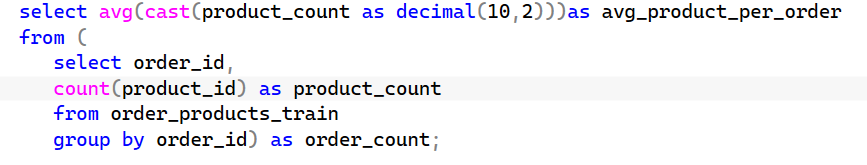 select avg(cast(product_count as decimal(10,2)))as avg_product_per_order
from (
select order_id,
count(product_id) as product_count
from order_products_train
group by order_id) as order_count;